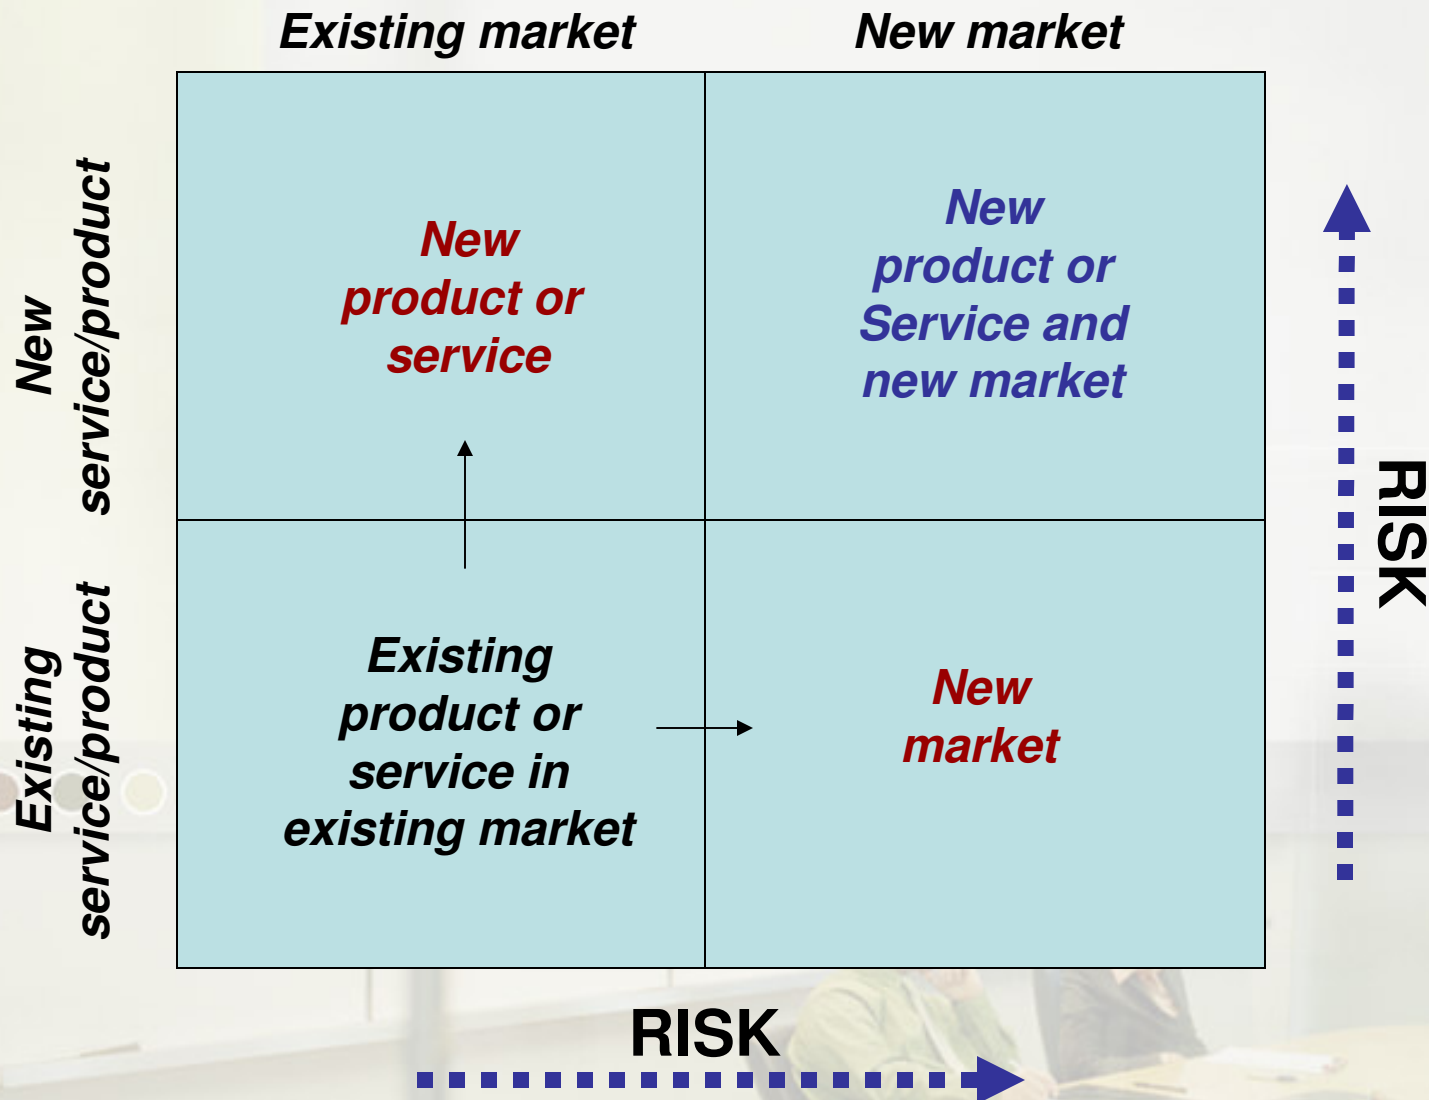 Existing market
New market
New
service/product
New
product or
service
New
product or
Service and
new market
RISK
Existing
service/product
Existing
product or
service in
existing market
New
market
RISK